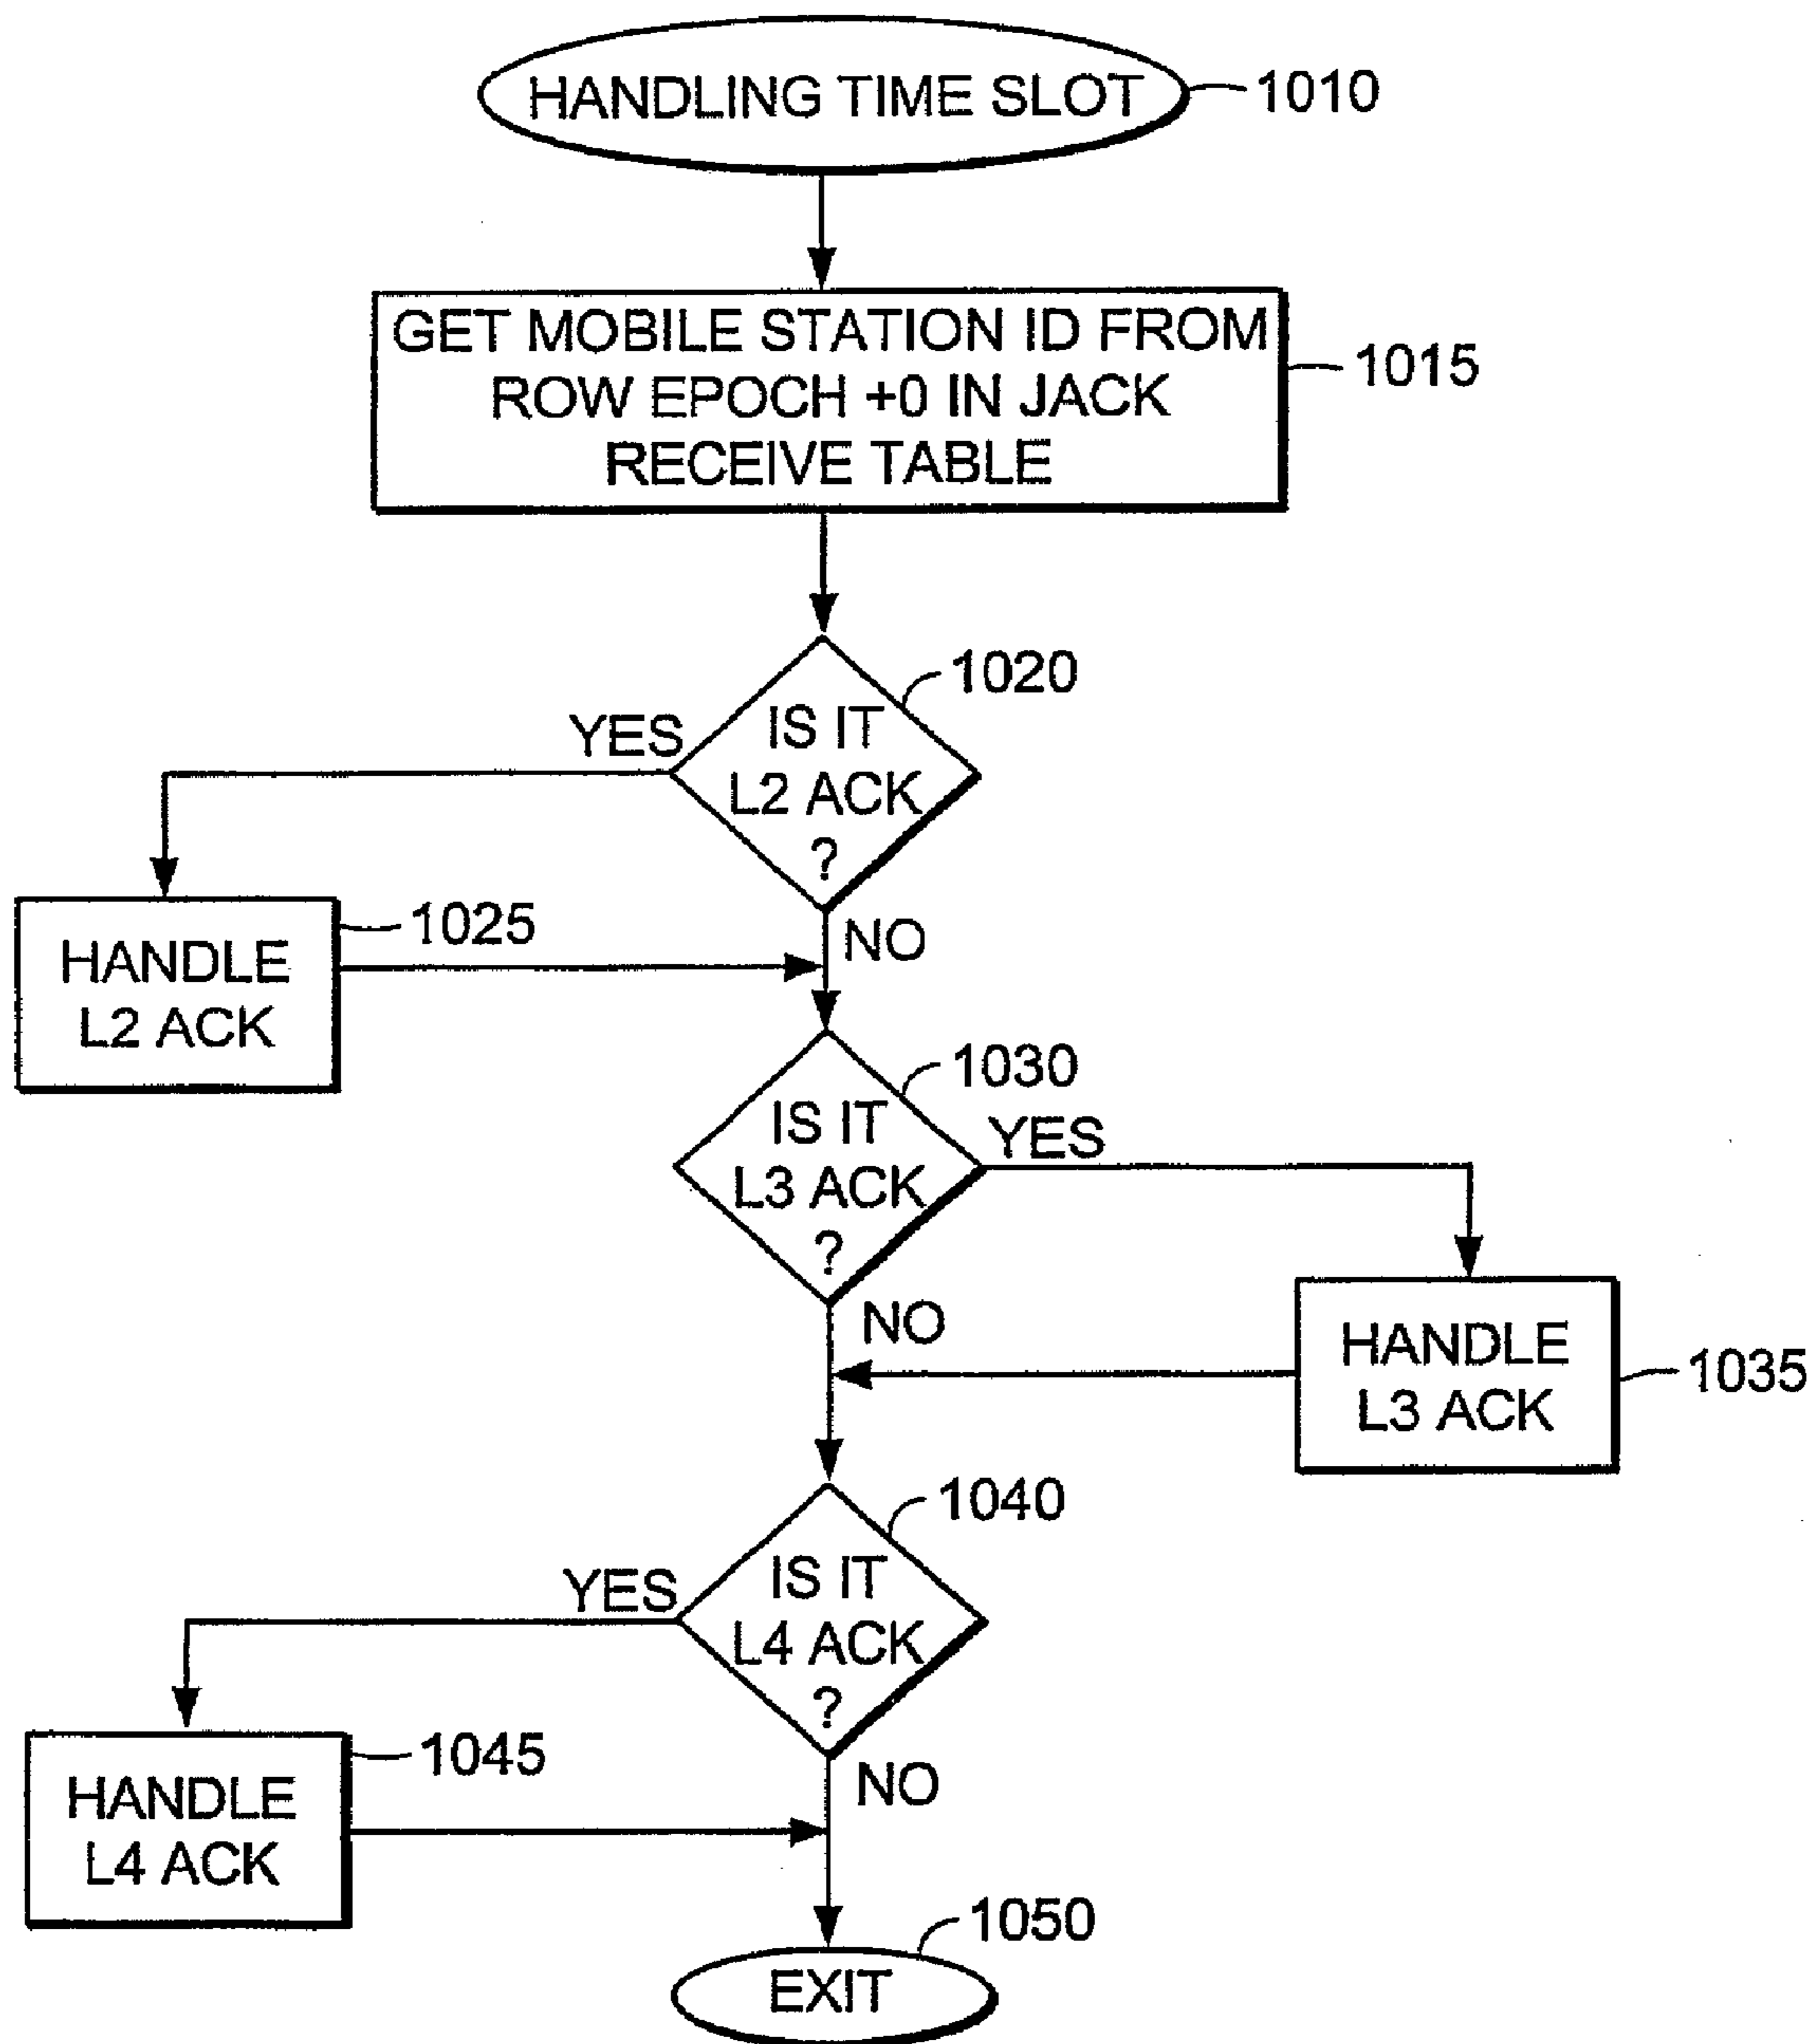 HANDLING TIME SLOT
1010
GET MOBILE STATION ID FROM
ROW EPOCH +0 IN JACK
RECEIVE TABLE
1015
1020
IS IT
L2 ACK
?
YES
NO
1025
HANDLE
L2 ACK
1030
IS IT
L3 ACK
?
YES
NO
HANDLE
L3 ACK
1035
1040
IS IT
L4 ACK
?
YES
NO
1045
HANDLE
L4 ACK
1050
EXIT